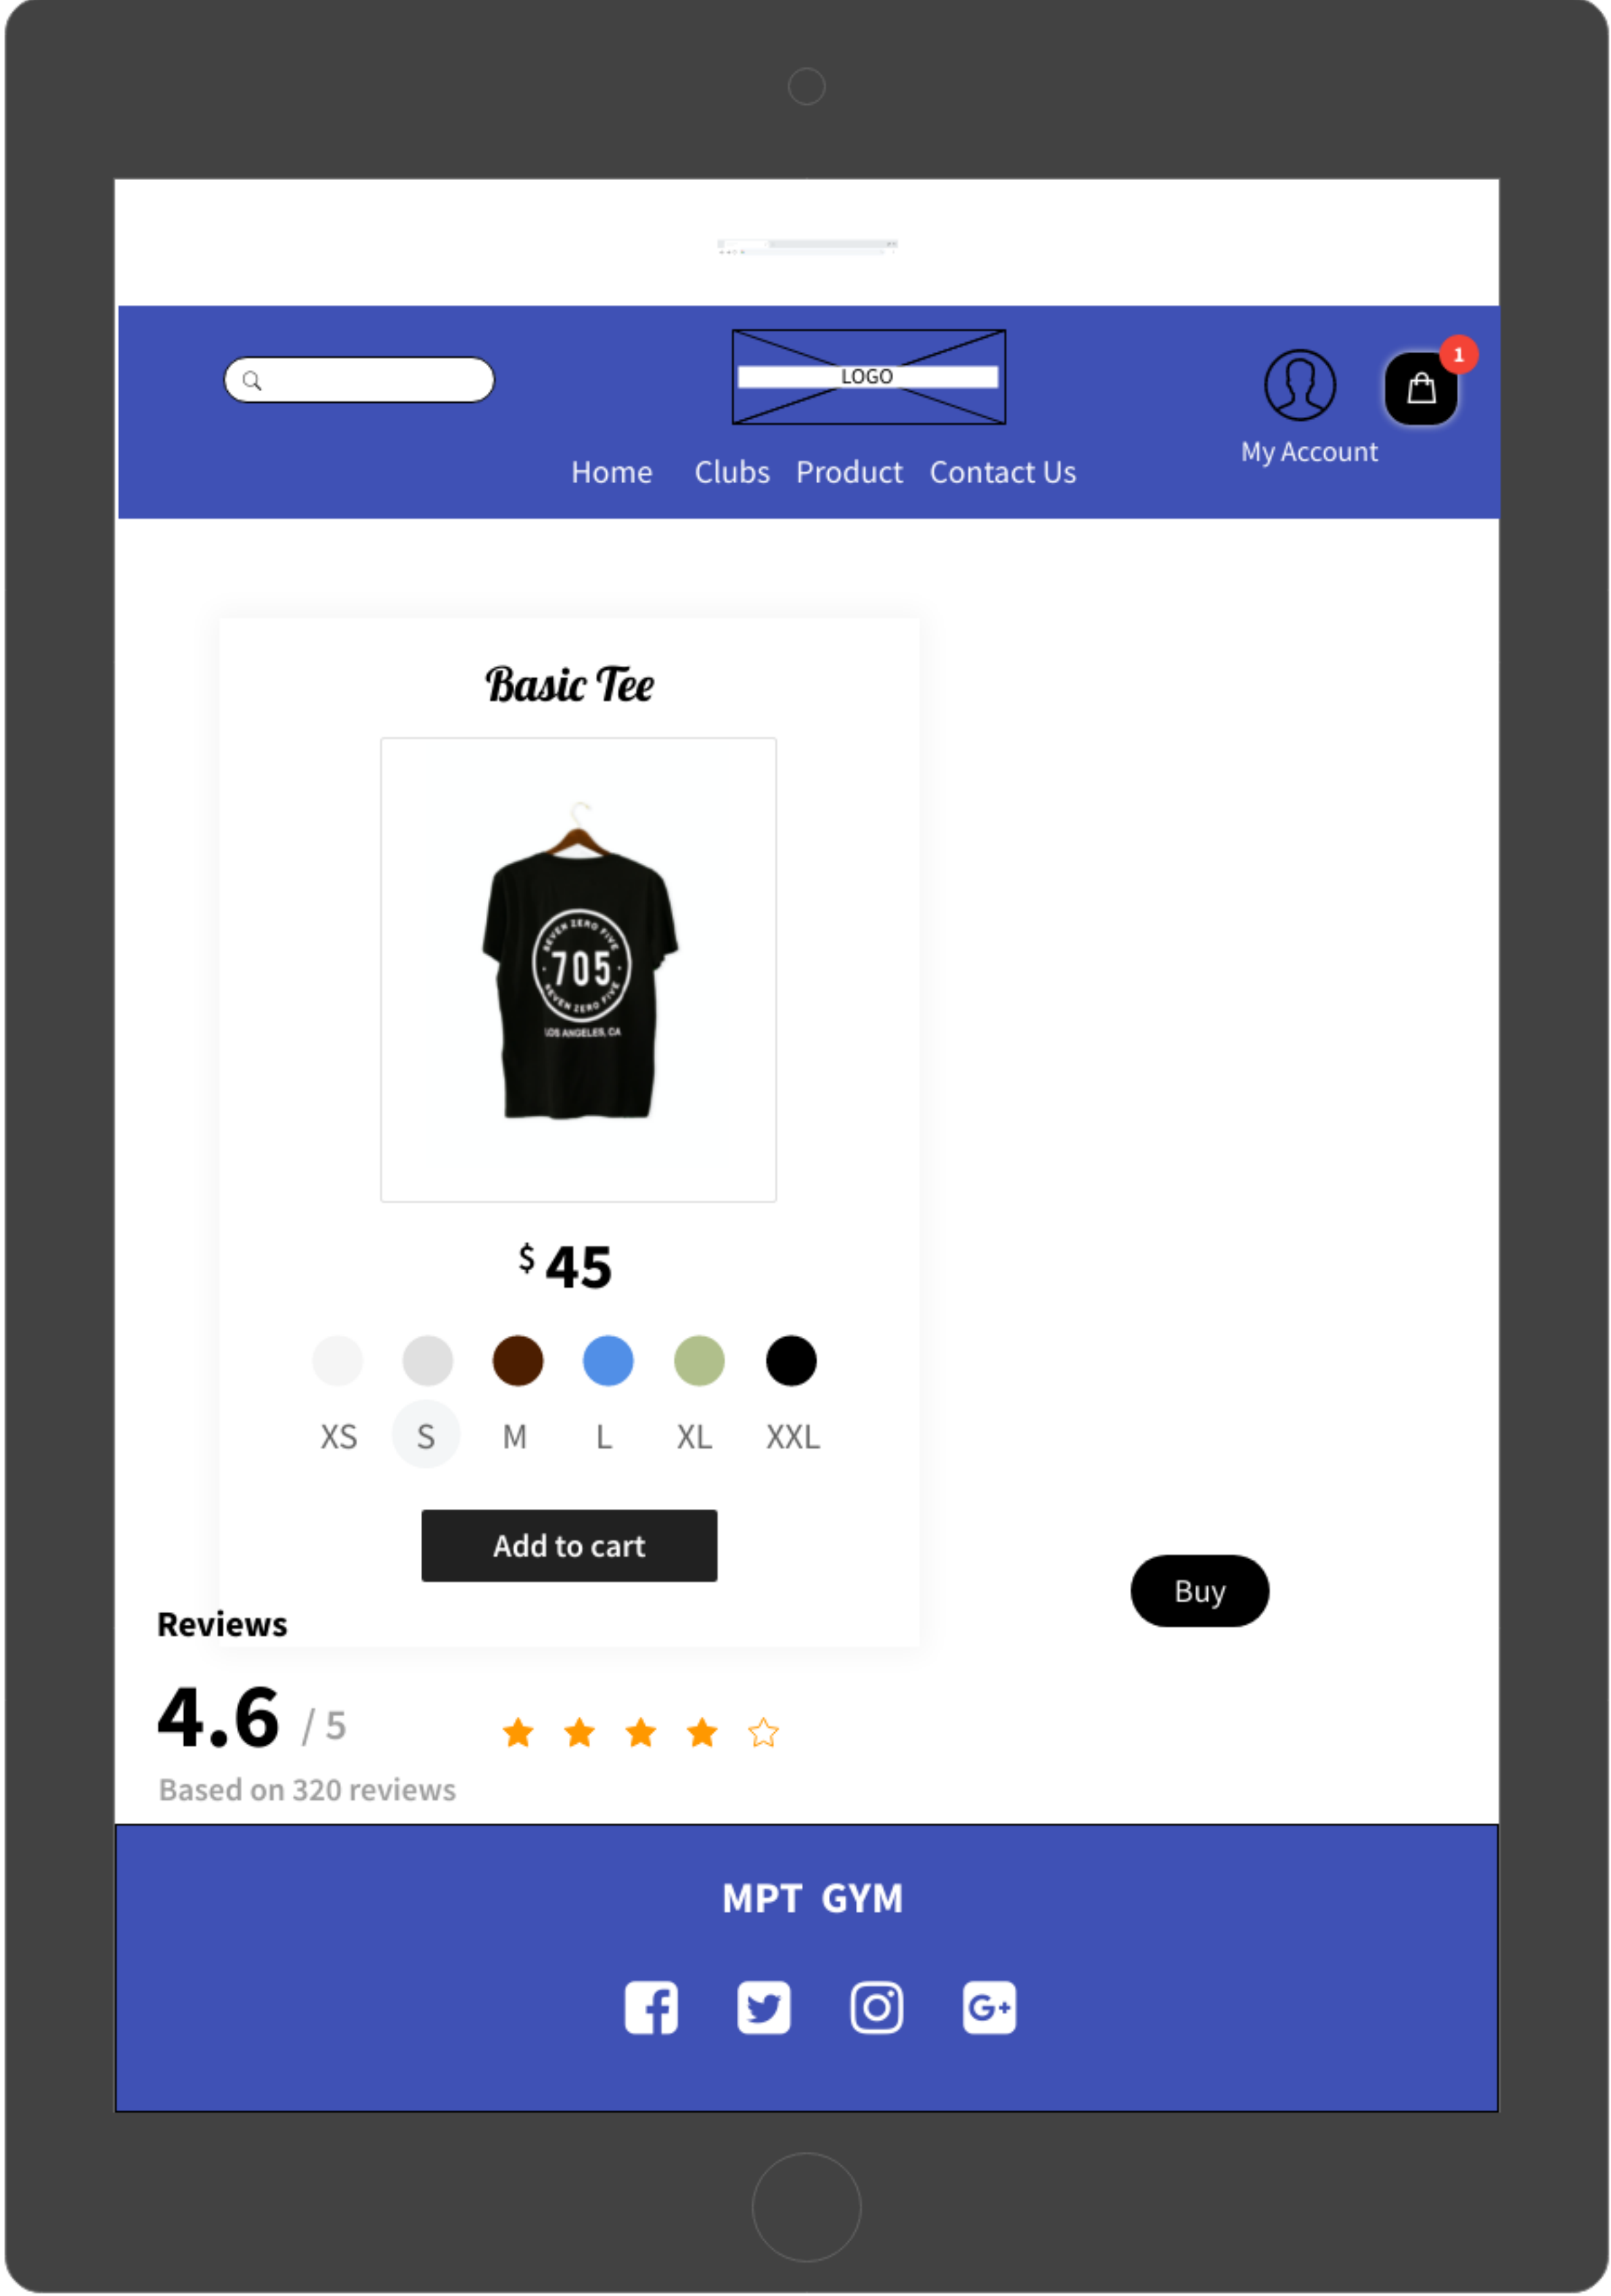 LOGO
1
My Account
Home Clubs Product Contact Us
Basic Tee
SEVEN ZERO FIVE
705
SEVEN ZERO FIVE
LOS ANGELES, CA
$ 45
XS S M L XL XXL
Add to cart
Buy
Reviews
4.6 / 5
Based on 320 reviews
MPT GYM